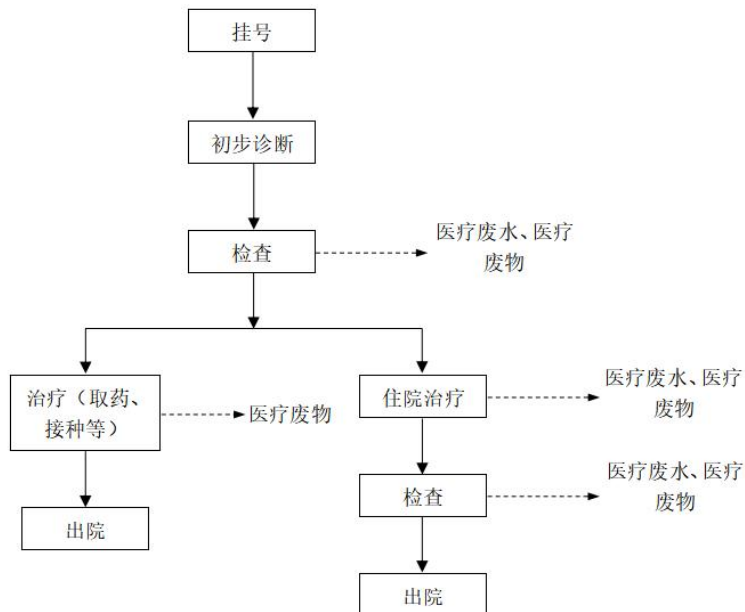 挂号
初步诊断
检查
医疗废水、医疗
废物
治疗（取药、
接种等）
医疗废物
住院治疗
医疗废水、医疗
废物
检查
医疗废水、医疗
废物
出院
出院